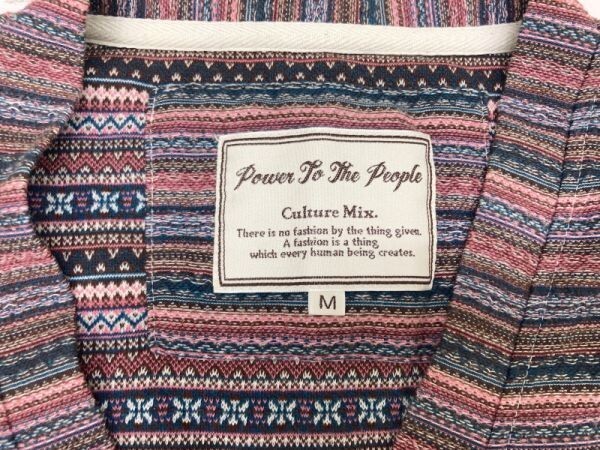 Power To The People
Culture Mix.
There is no fashion by the thing given.
A fashion is a thing
which every human being creates.
M